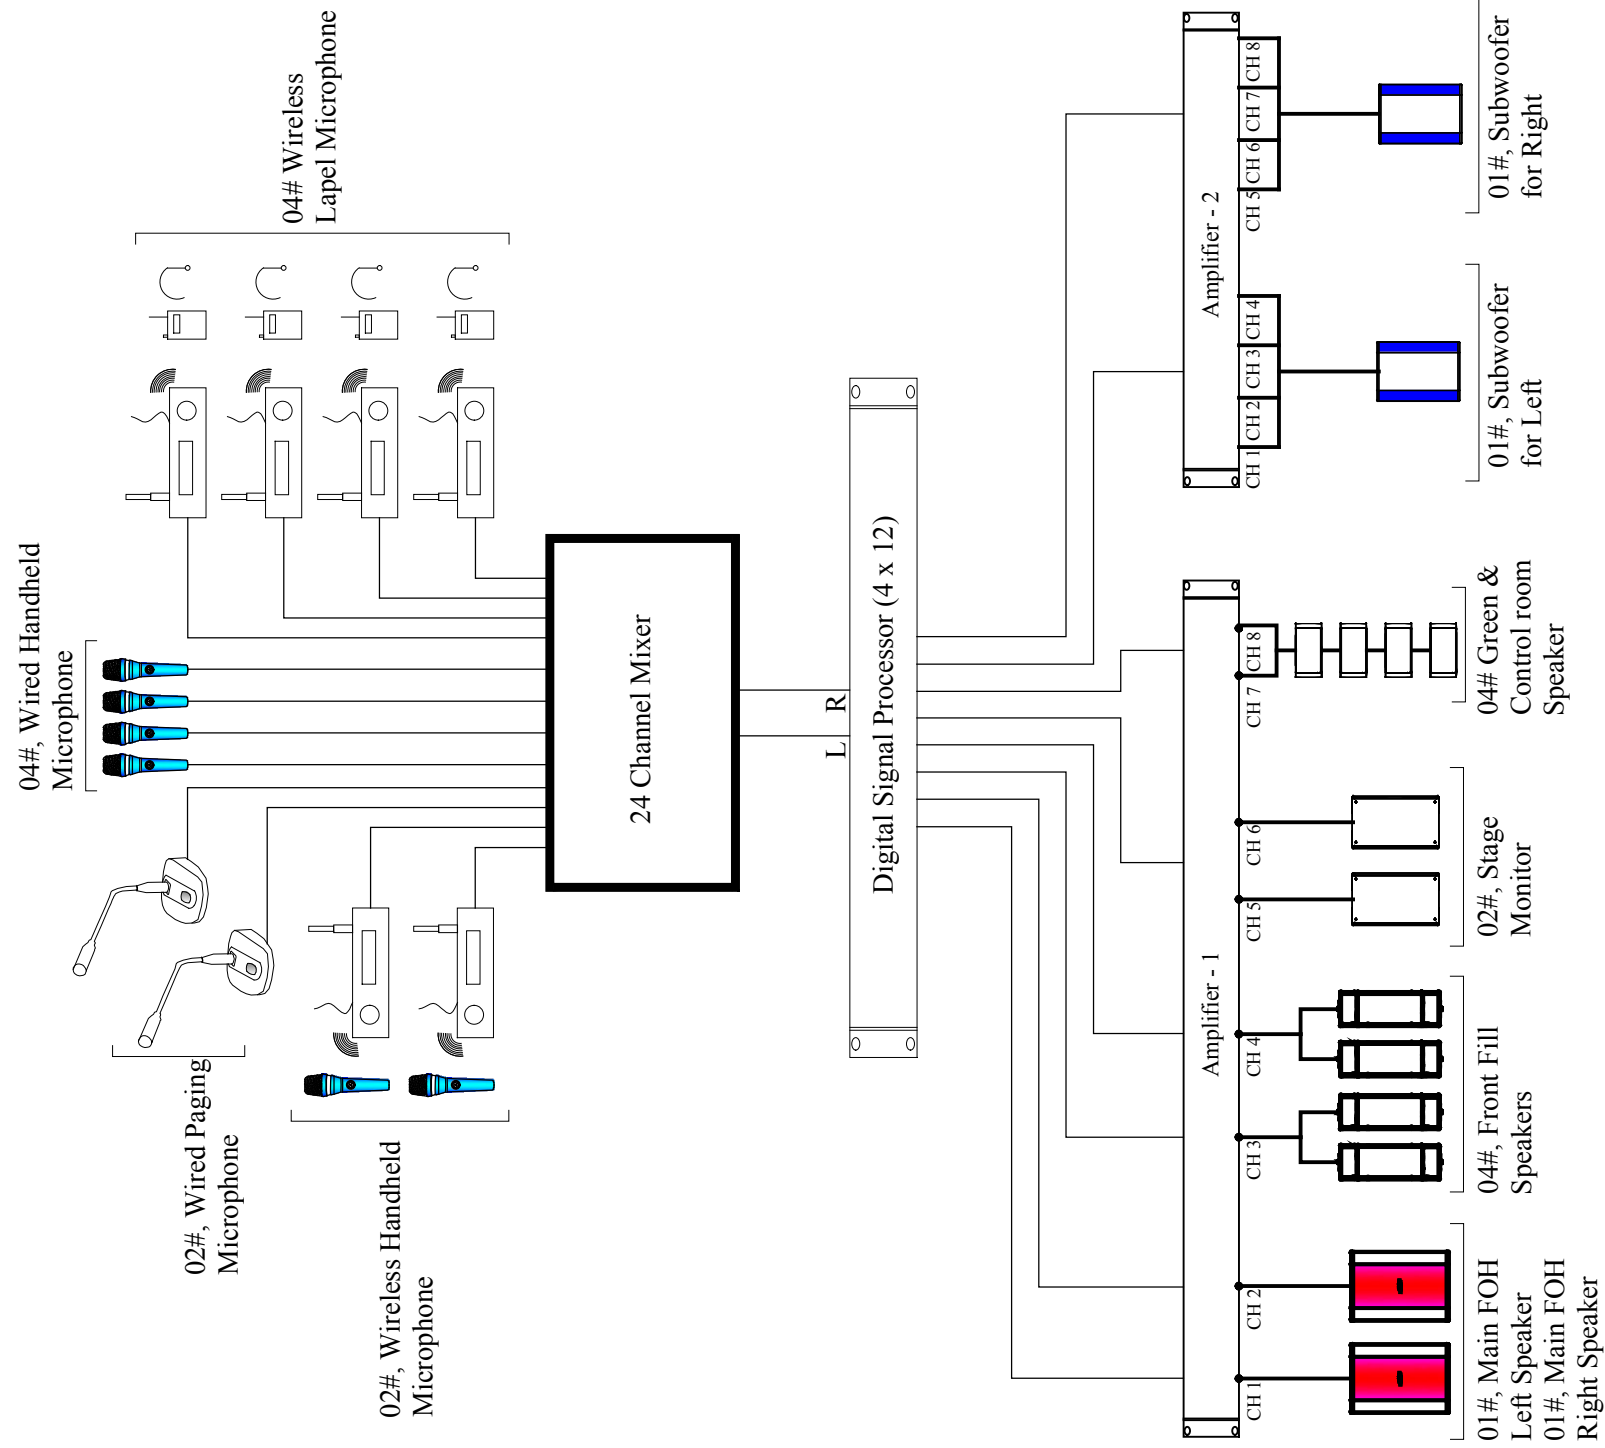 02#, Wireless Handheld
Microphone
02#, Wired Paging
Microphone
04#, Wired Handheld
Microphone
04# Wireless
Lapel Microphone
24 Channel Mixer
L
R
Digital Signal Processor (4 x 12)
Amplifier - 1
CH 1
CH 2
CH 3
CH 4
CH 5
CH 6
CH 7
CH 8
Amplifier - 2
CH 1
CH 2
CH 3
CH 4
CH 5
CH 6
CH 7
CH 8
01#, Main FOH
Left Speaker
01#, Main FOH
Right Speaker
04#, Front Fill
Speakers
02#, Stage
Monitor
04# Green &
Control room
Speaker
01#, Subwoofer
for Left
01#, Subwoofer
for Right